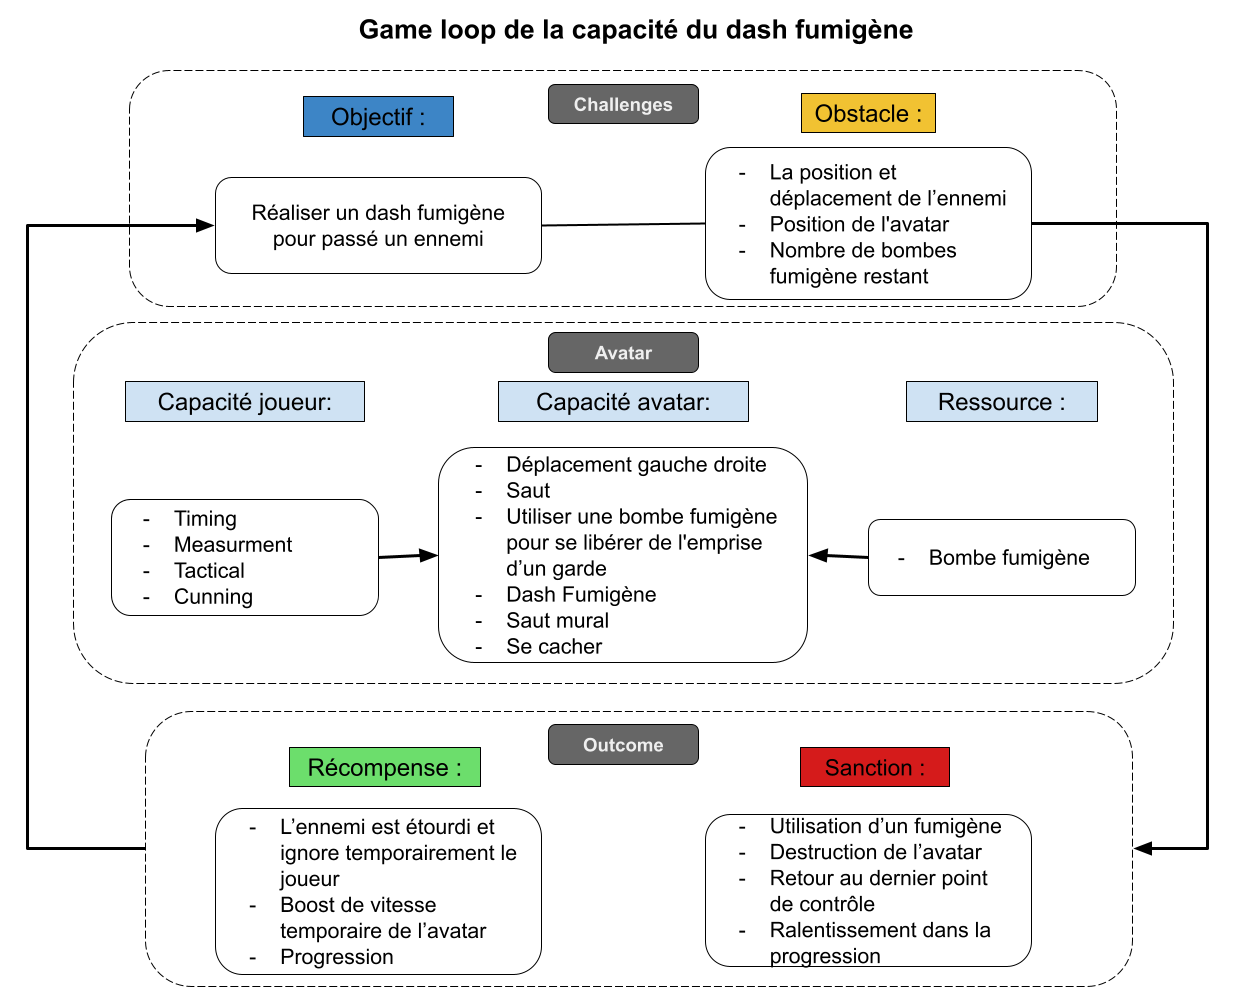 Game loop de la capacité du dash fumigène
Challenges
Objectif :
Obstacle :
Réaliser un dash fumigène
pour passé un ennemi
- La position et
déplacement de l’ennemi
- Position de l'avatar
- Nombre de bombes
fumigène restant
Avatar
Capacité joueur:
Capacité avatar:
Ressource :
- Timing
- Measurment
- Tactical
- Cunning
- Déplacement gauche droite
- Saut
- Utiliser une bombe fumigène
pour se libérer de l'emprise
d’un garde
- Dash Fumigène
- Saut mural
- Se cacher
- Bombe fumigène
Outcome
Récompense :
Sanction :
- L’ennemi est étourdi et
ignore temporairement le
joueur
- Boost de vitesse
temporaire de l’avatar
- Progression
- Utilisation d’un fumigène
- Destruction de l’avatar
- Retour au dernier point
de contrôle
- Ralentissement dans la
progression